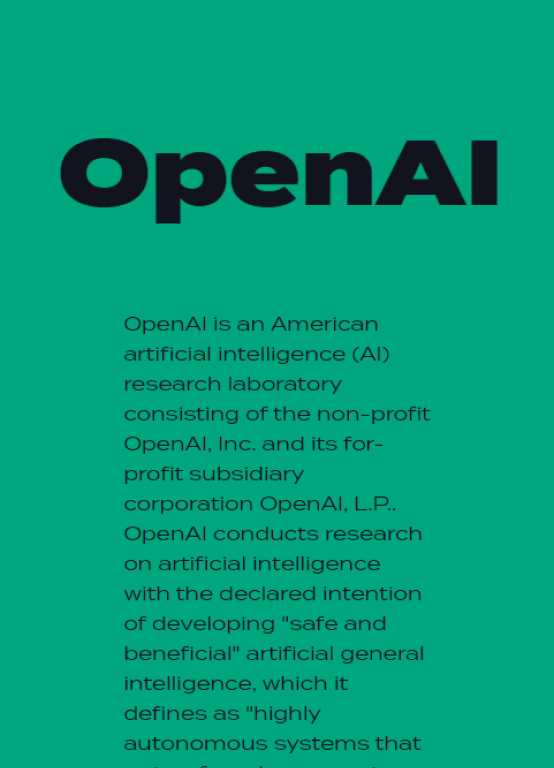 OpenAI
OpenAI is an American
artificial intelligence (AI)
research laboratory
consisting of the non-profit
OpenAI, Inc. and its for-
profit subsidiary
corporation OpenAI, L.P..
OpenAI conducts research
on artificial intelligence
with the declared intention
of developing "safe and
beneficial" artificial general
intelligence, which it
defines as "highly
autonomous systems that